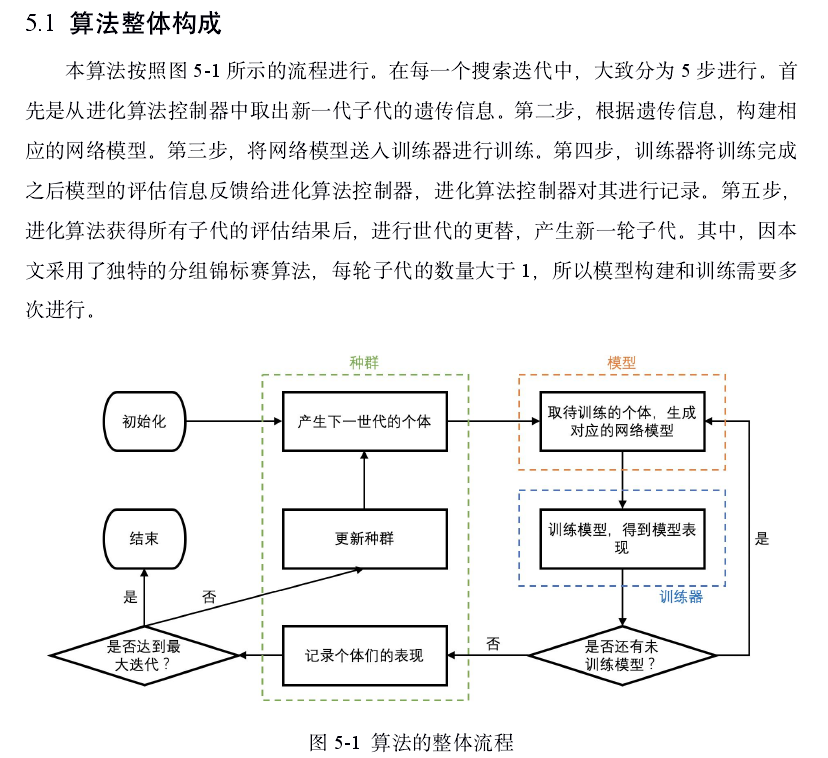 5.1 算法整体构成
本算法按照图 5-1 所示的流程进行。在每一个搜索迭代中，大致分为 5 步进行。首
先是从进化算法控制器中取出新一代子代的遗传信息。第二步，根据遗传信息，构建相
应的网络模型。第三步，将网络模型送入训练器进行训练。第四步，训练器将训练完成
之后模型的评估信息反馈给进化算法控制器，进化算法控制器对其进行记录。第五步，
进化算法获得所有子代的评估结果后，进行世代的更替，产生新一轮子代。其中，因本
文采用了独特的分组锦标赛算法，每轮子代的数量大于 1，所以模型构建和训练需要多
次进行。
种群
模型
初始化
产生下一世代的个体
取待训练的个体，生成
对应的网络模型
结束
更新种群
训练模型，得到模型表
现
是
是
否
训练器
是否达到最
大迭代？
记录个体们的表现
否
是否还有未
训练模型？
图 5-1 算法的整体流程